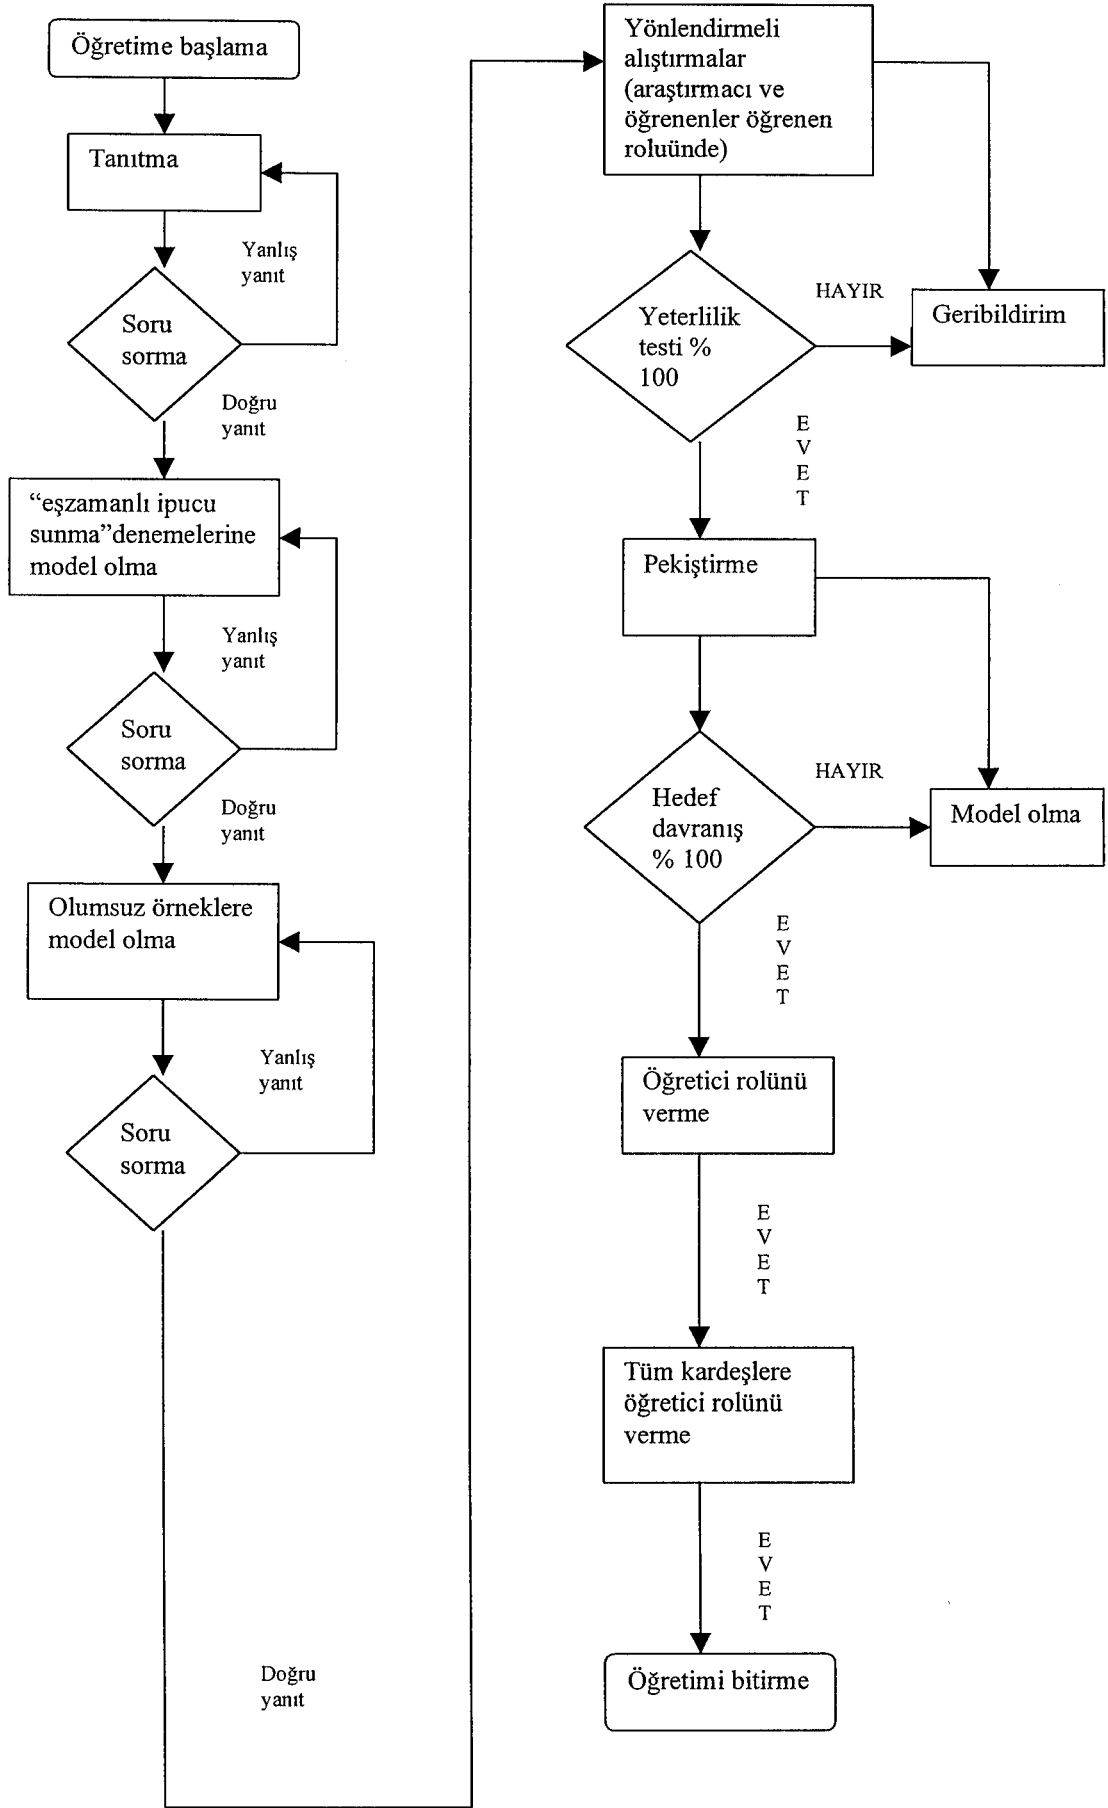 Öğretime başlama
Tanıtma
Yanlış
yanıt
Soru
sorma
Doğru
yanıt
“eşzamanlı ipucu
sunma”denemelerine
model olma
Yanlış
yanıt
Soru
sorma
Doğru
yanıt
Olumsuz örneklere
model olma
Yanlış
yanıt
Soru
sorma
Doğru
yanıt
Yönlendirmeli
alıştırmalar
(araştırmacı ve
öğrenenler öğrenen
roluünde)
HAYIR
Geribildirim
Yeterlilik
testi %
100
E
V
E
T
Pekiştirme
HAYIR
Model olma
Hedef
davranış
% 100
E
V
E
T
Öğretici rolünü
verme
E
V
E
T
Tüm kardeşlere
öğretici rolünü
verme
E
V
E
T
Öğretimi bitirme